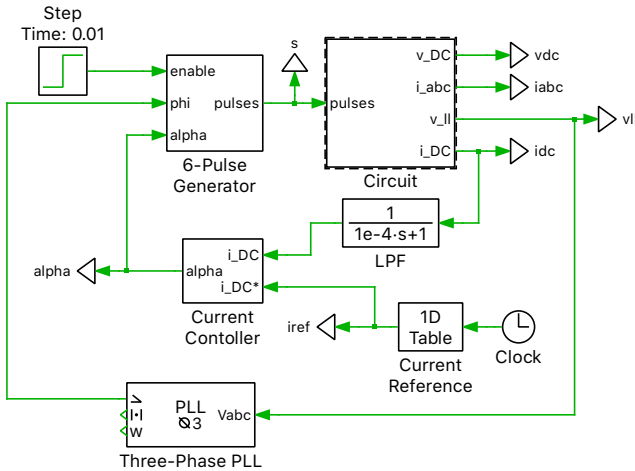 Step
Time: 0.01
enable
phi
alpha
pulses
6-Pulse
Generator
s
pulses
v_DC
i_abc
v_ll
i_DC
Circuit
vdc
iabc
vl
idc
1
1e-4·s+1
LPF
alpha
alpha
i_DC
i_DC*
Current
Contoller
iref
1D
Table
Current
Reference
Clock
|·|
w
PLL
Ø3
Vabc
Three-Phase PLL